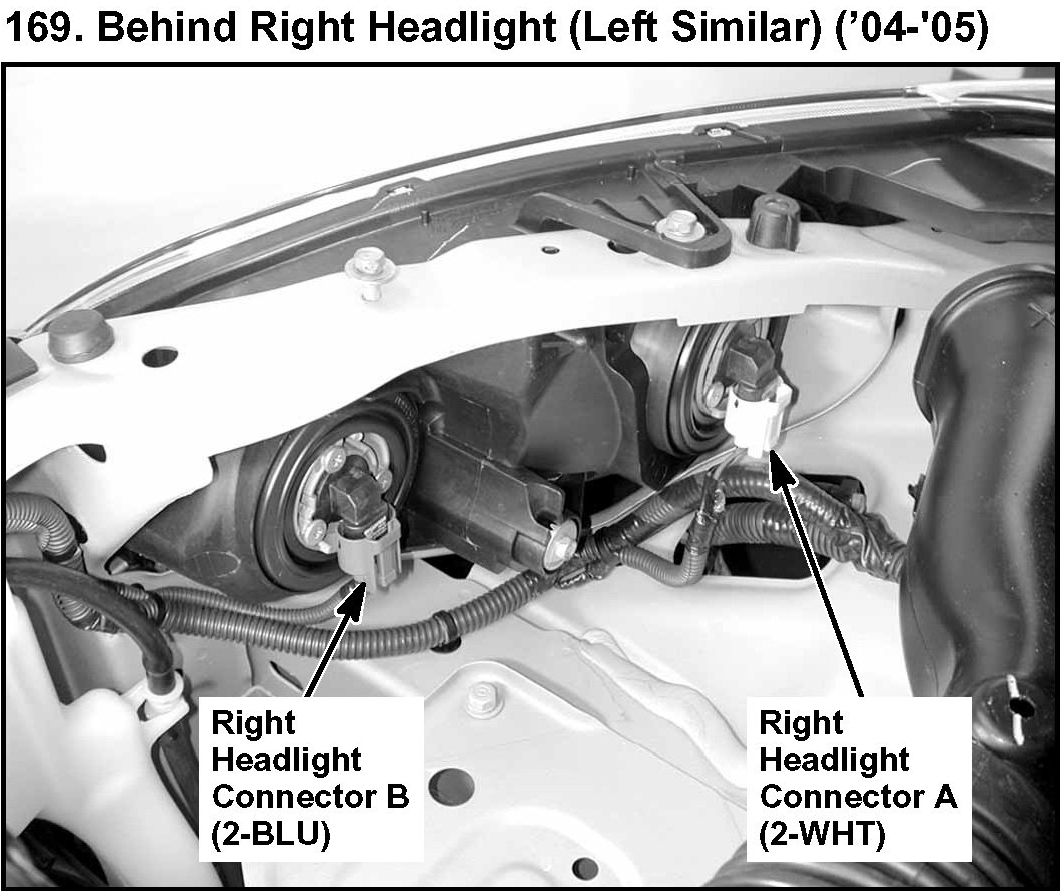 169. Behind Right Headlight (Left Similar) (’04-'05)
Right
Headlight
Connector B
(2-BLU)
Right
Headlight
Connector A
(2-WHT)